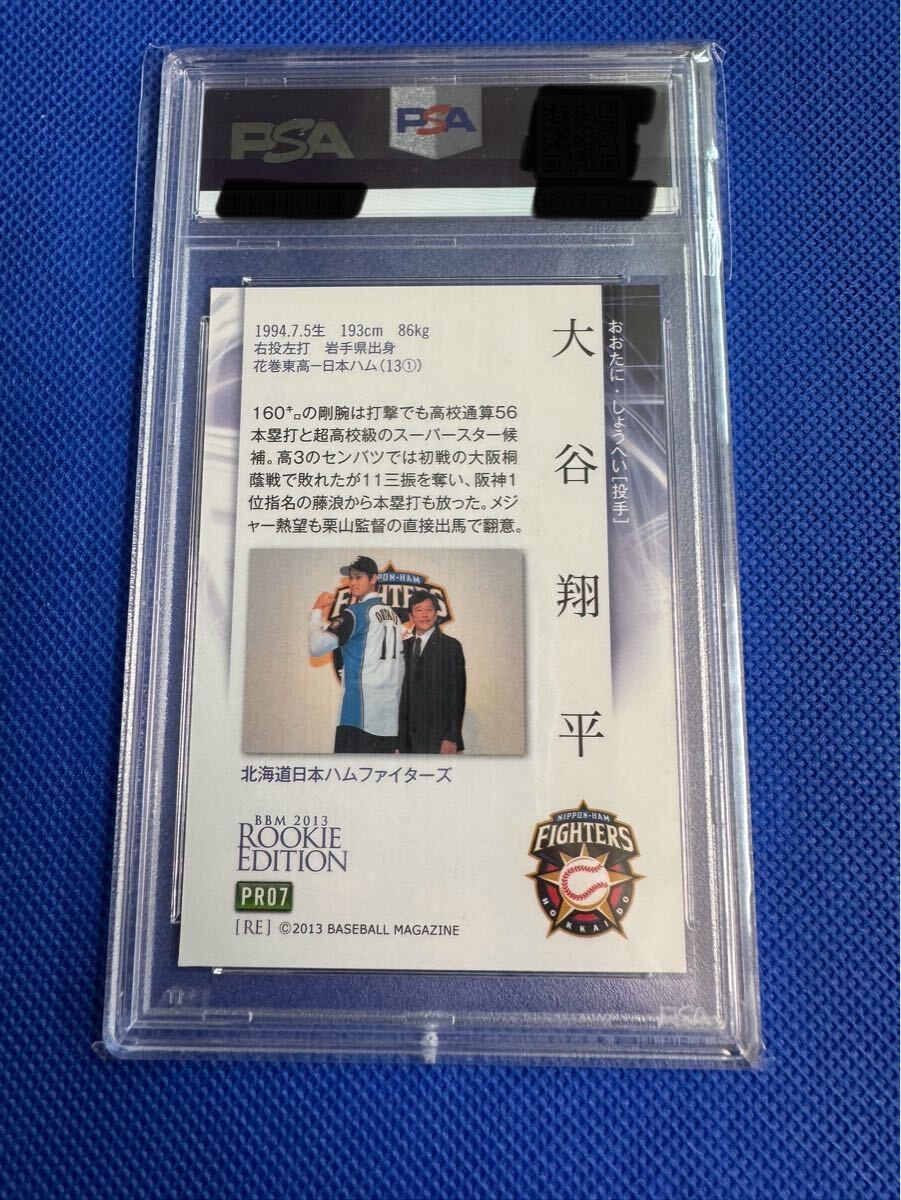 PSA
PSA
1994.7.5生 193cm 86kg
右投左打 岩手県出身
花巻東高ー日本ハム(13①)
160㌔の剛腕は打撃でも高校通算56
本塁打と超高校級のスーパースター候
補。高3のセンバツでは初戦の大阪桐
蔭戦で敗れたが11三振を奪い、阪神1
位指名の藤浪から本塁打も放った。メジ
ャー熱望も栗山監督の直接出馬で翻意。
大谷翔平
おおたに・しょうへい[投手]
NIPPON-HAM
FIGHTERS
OHTANI
11
北海道日本ハムファイターズ
BBM 2013
ROOKIE
EDITION
PR07
[RE] ©2013 BASEBALL MAGAZINE
NIPPON-HAM
FIGHTERS
HOKKAIDO
PSA